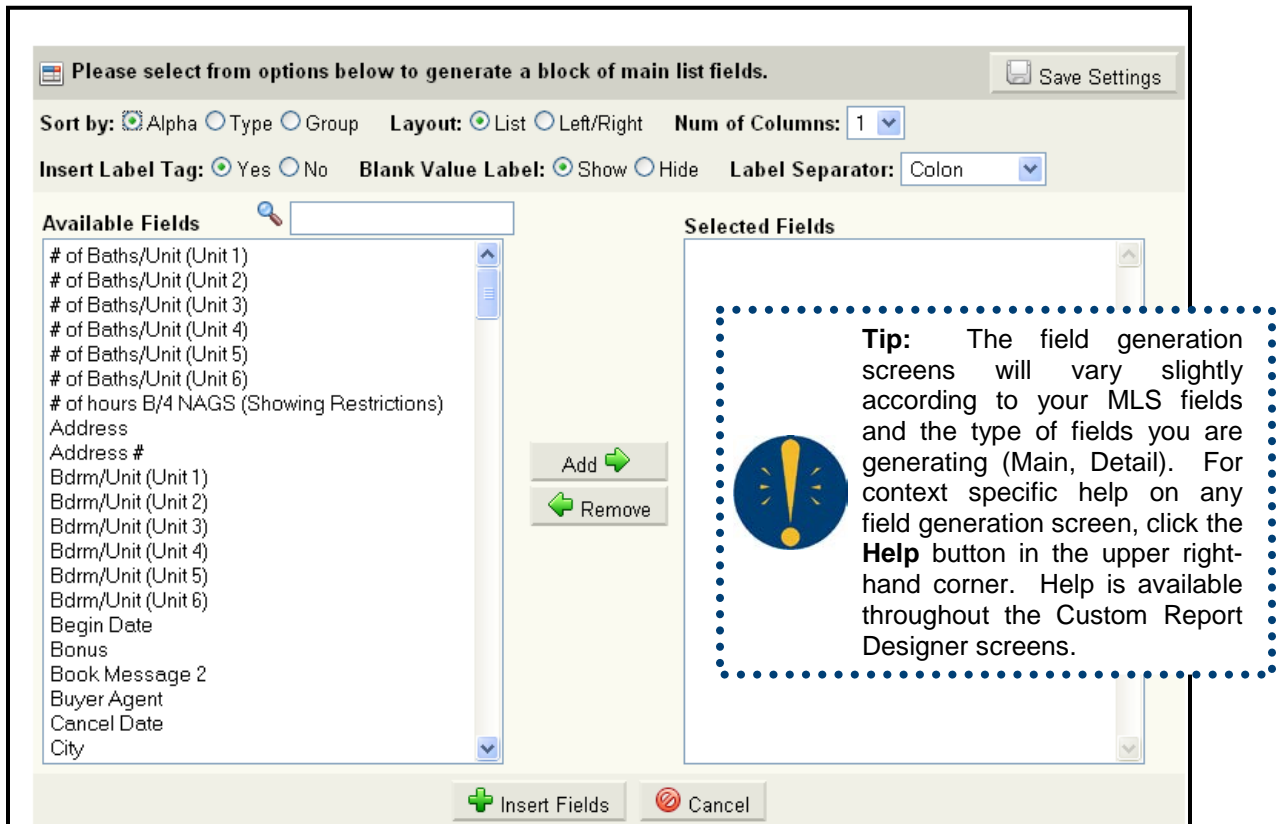 Please select from options below to generate a block of main list fields.
Save Settings
Sort by: Alpha Type Group Layout: List Left/Right Num of Columns: 1
Insert Label Tag: Yes No Blank Value Label: Show Hide Label Separator: Colon
Available Fields
# of Baths/Unit (Unit 1)
# of Baths/Unit (Unit 2)
# of Baths/Unit (Unit 3)
# of Baths/Unit (Unit 4)
# of Baths/Unit (Unit 5)
# of Baths/Unit (Unit 6)
# of hours B/4 NAGS (Showing Restrictions)
Address
Address #
Bdrm/Unit (Unit 1)
Bdrm/Unit (Unit 2)
Bdrm/Unit (Unit 3)
Bdrm/Unit (Unit 4)
Bdrm/Unit (Unit 5)
Bdrm/Unit (Unit 6)
Begin Date
Bonus
Book Message 2
Buyer Agent
Cancel Date
City
Add
Remove
Selected Fields
Tip: The field generation
screens will vary slightly
according to your MLS fields
and the type of fields you are
generating (Main, Detail). For
context specific help on any
field generation screen, click the
Help button in the upper right-
hand corner. Help is available
throughout the Custom Report
Designer screens.
Insert Fields
Cancel